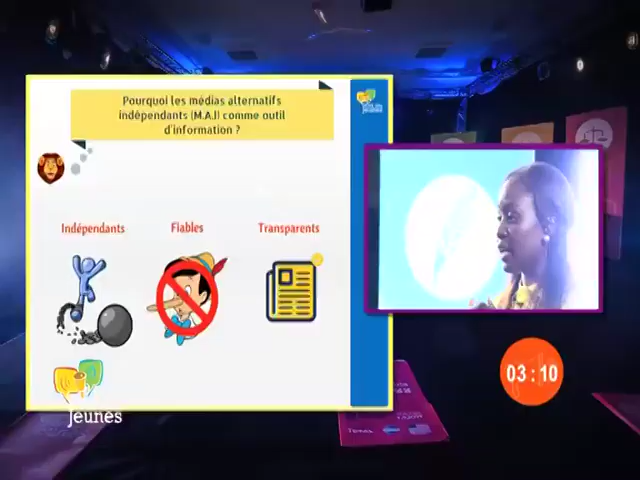 Pourquoi les médias alternatifs
indépendants (M.A.I) comme outil
d'information ?
Indépendants
Fiables
Transparents
03:10
Jeunes